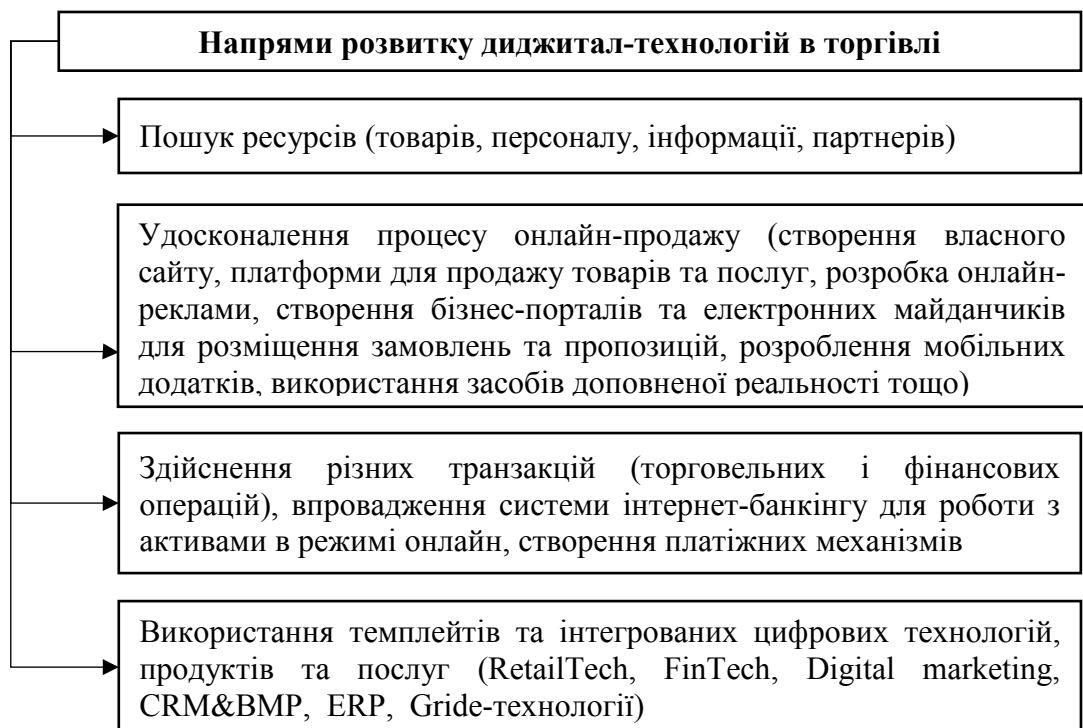 Напрями розвитку диджитал-технологій в торгівлі
Пошук ресурсів (товарів, персоналу, інформації, партнерів)
Удосконалення процесу онлайн-продажу (створення власного
сайту, платформи для продажу товарів та послуг, розробка онлайн-
реклами, створення бізнес-порталів та електронних майданчиків
для розміщення замовлень та пропозицій, розроблення мобільних
додатків, використання засобів доповненої реальності тощо)
Здійснення різних транзакцій (торговельних і фінансових
операцій), впровадження системи інтернет-банкінгу для роботи з
активами в режимі онлайн, створення платіжних механізмів
Використання темплейтів та інтегрованих цифрових технологій,
продуктів та послуг (RetailTech, FinTech, Digital marketing,
CRM&BMP, ERP, Gride-технології)